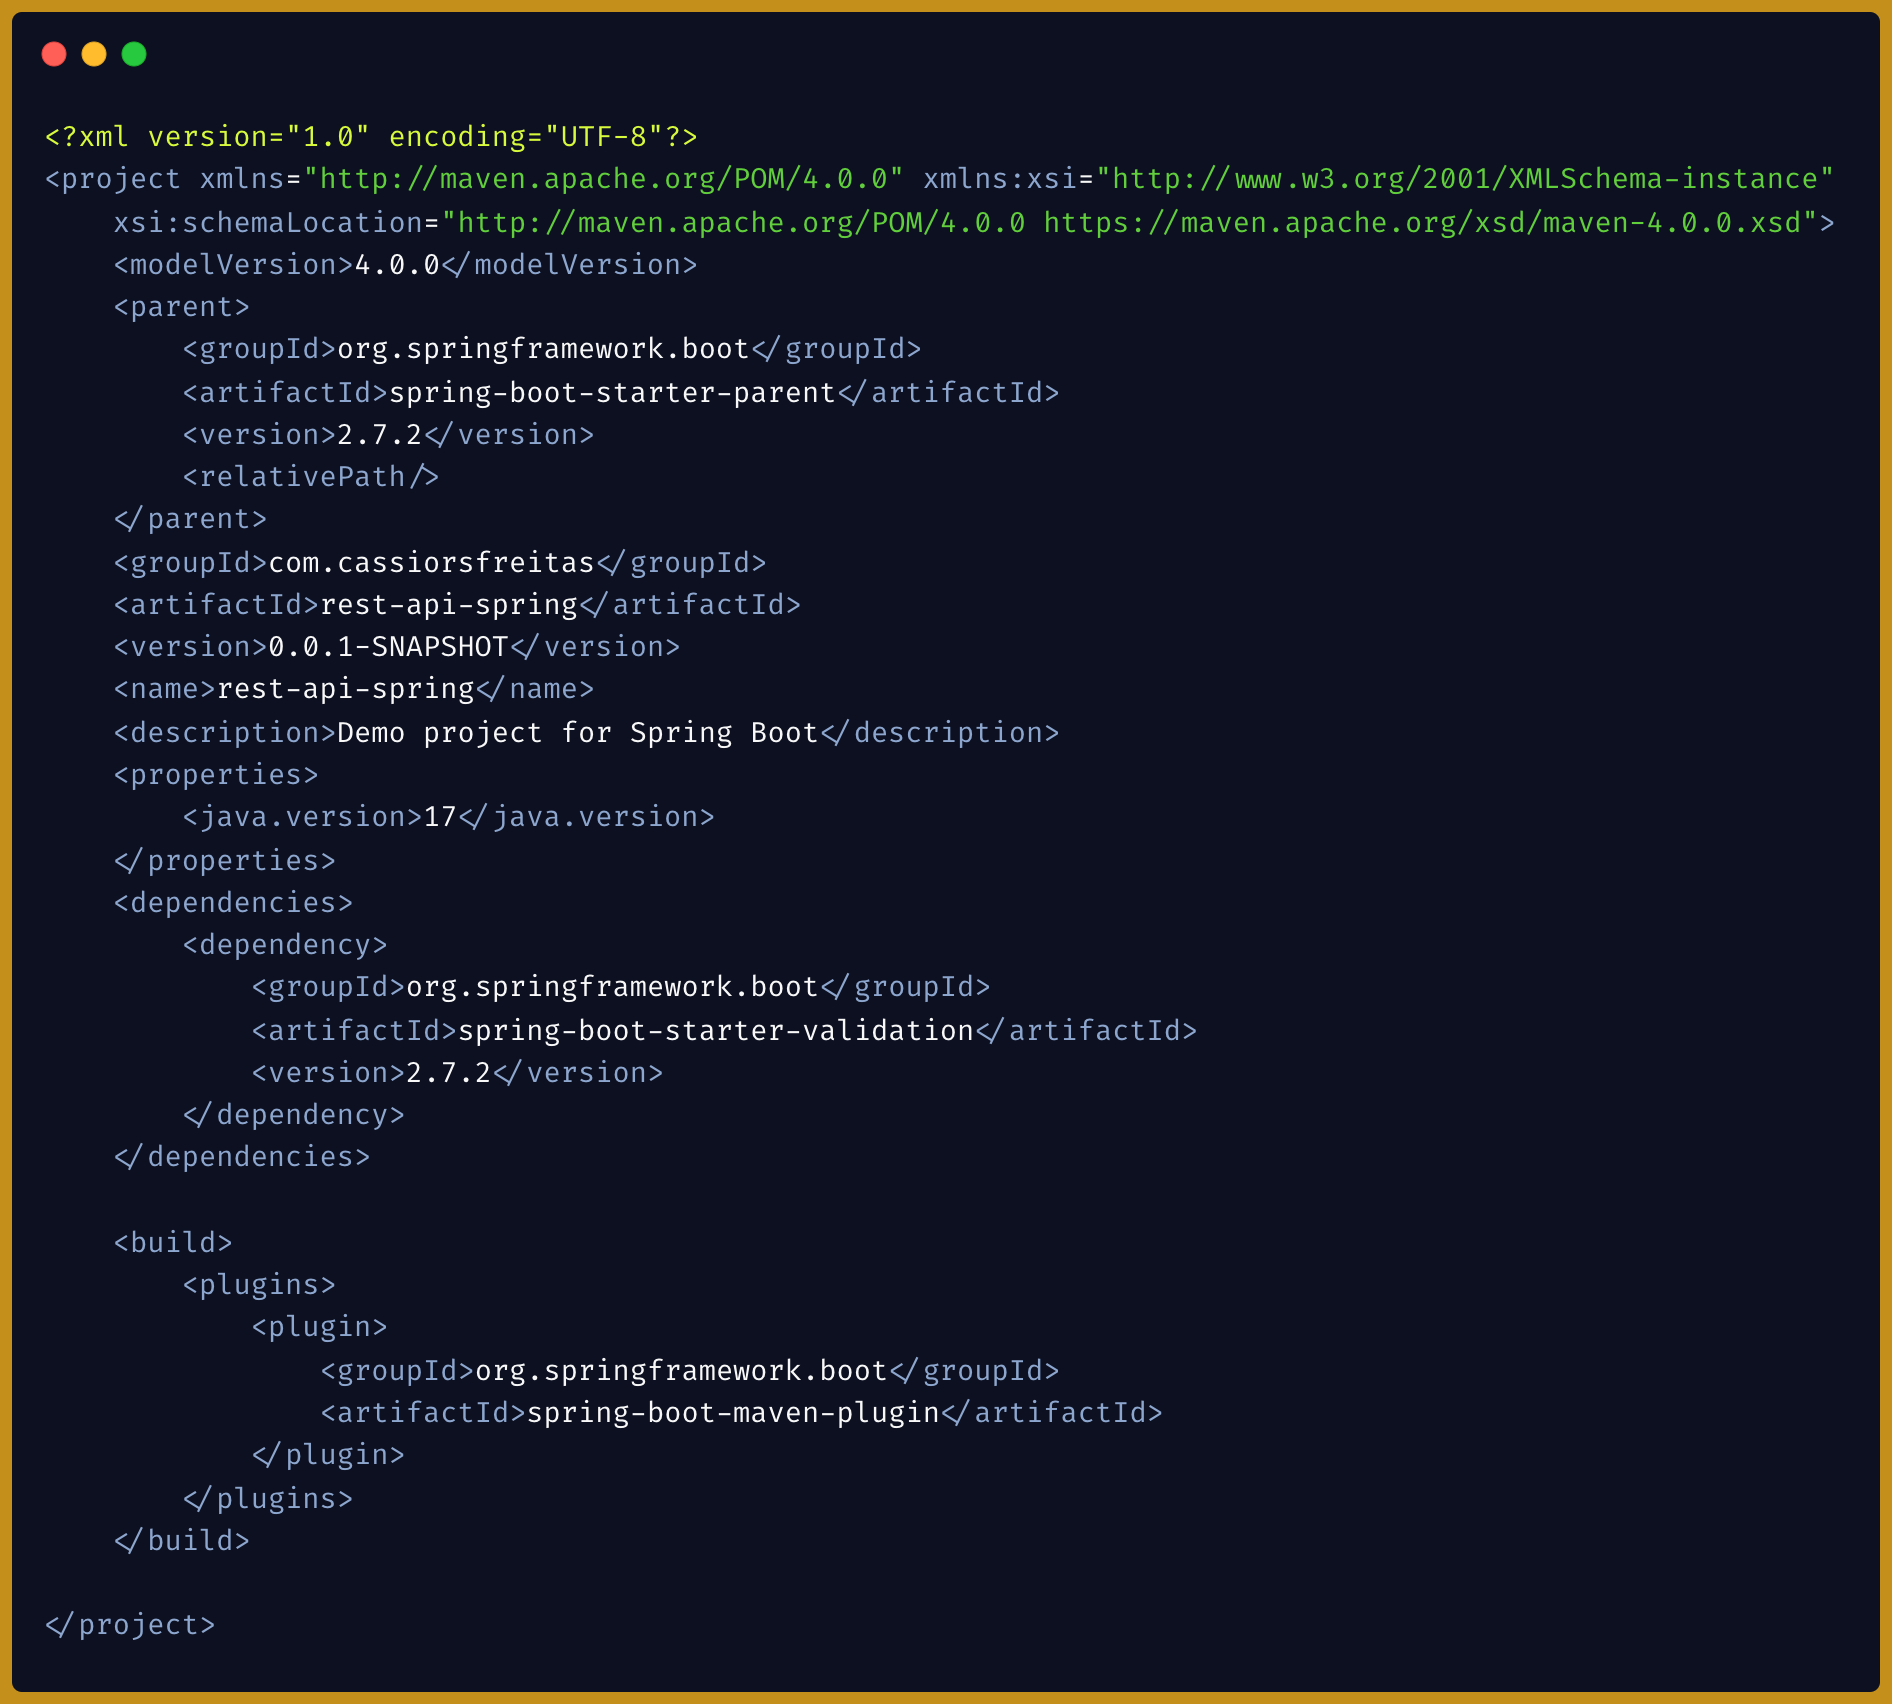 <?xml version="1.0" encoding="UTF-8"?>
<project xmlns="http://maven.apache.org/POM/4.0.0" xmlns:xsi="http://www.w3.org/2001/XMLSchema-instance"
    xsi:schemaLocation="http://maven.apache.org/POM/4.0.0 https://maven.apache.org/xsd/maven-4.0.0.xsd">
    <modelVersion>4.0.0</modelVersion>
    <parent>
        <groupId>org.springframework.boot</groupId>
        <artifactId>spring-boot-starter-parent</artifactId>
        <version>2.7.2</version>
        <relativePath/>
    </parent>
    <groupId>com.cassiorsfreitas</groupId>
    <artifactId>rest-api-spring</artifactId>
    <version>0.0.1-SNAPSHOT</version>
    <name>rest-api-spring</name>
    <description>Demo project for Spring Boot</description>
    <properties>
        <java.version>17</java.version>
    </properties>
    <dependencies>
        <dependency>
            <groupId>org.springframework.boot</groupId>
            <artifactId>spring-boot-starter-validation</artifactId>
            <version>2.7.2</version>
        </dependency>
    </dependencies>

    <build>
        <plugins>
            <plugin>
                <groupId>org.springframework.boot</groupId>
                <artifactId>spring-boot-maven-plugin</artifactId>
            </plugin>
        </plugins>
    </build>

</project>